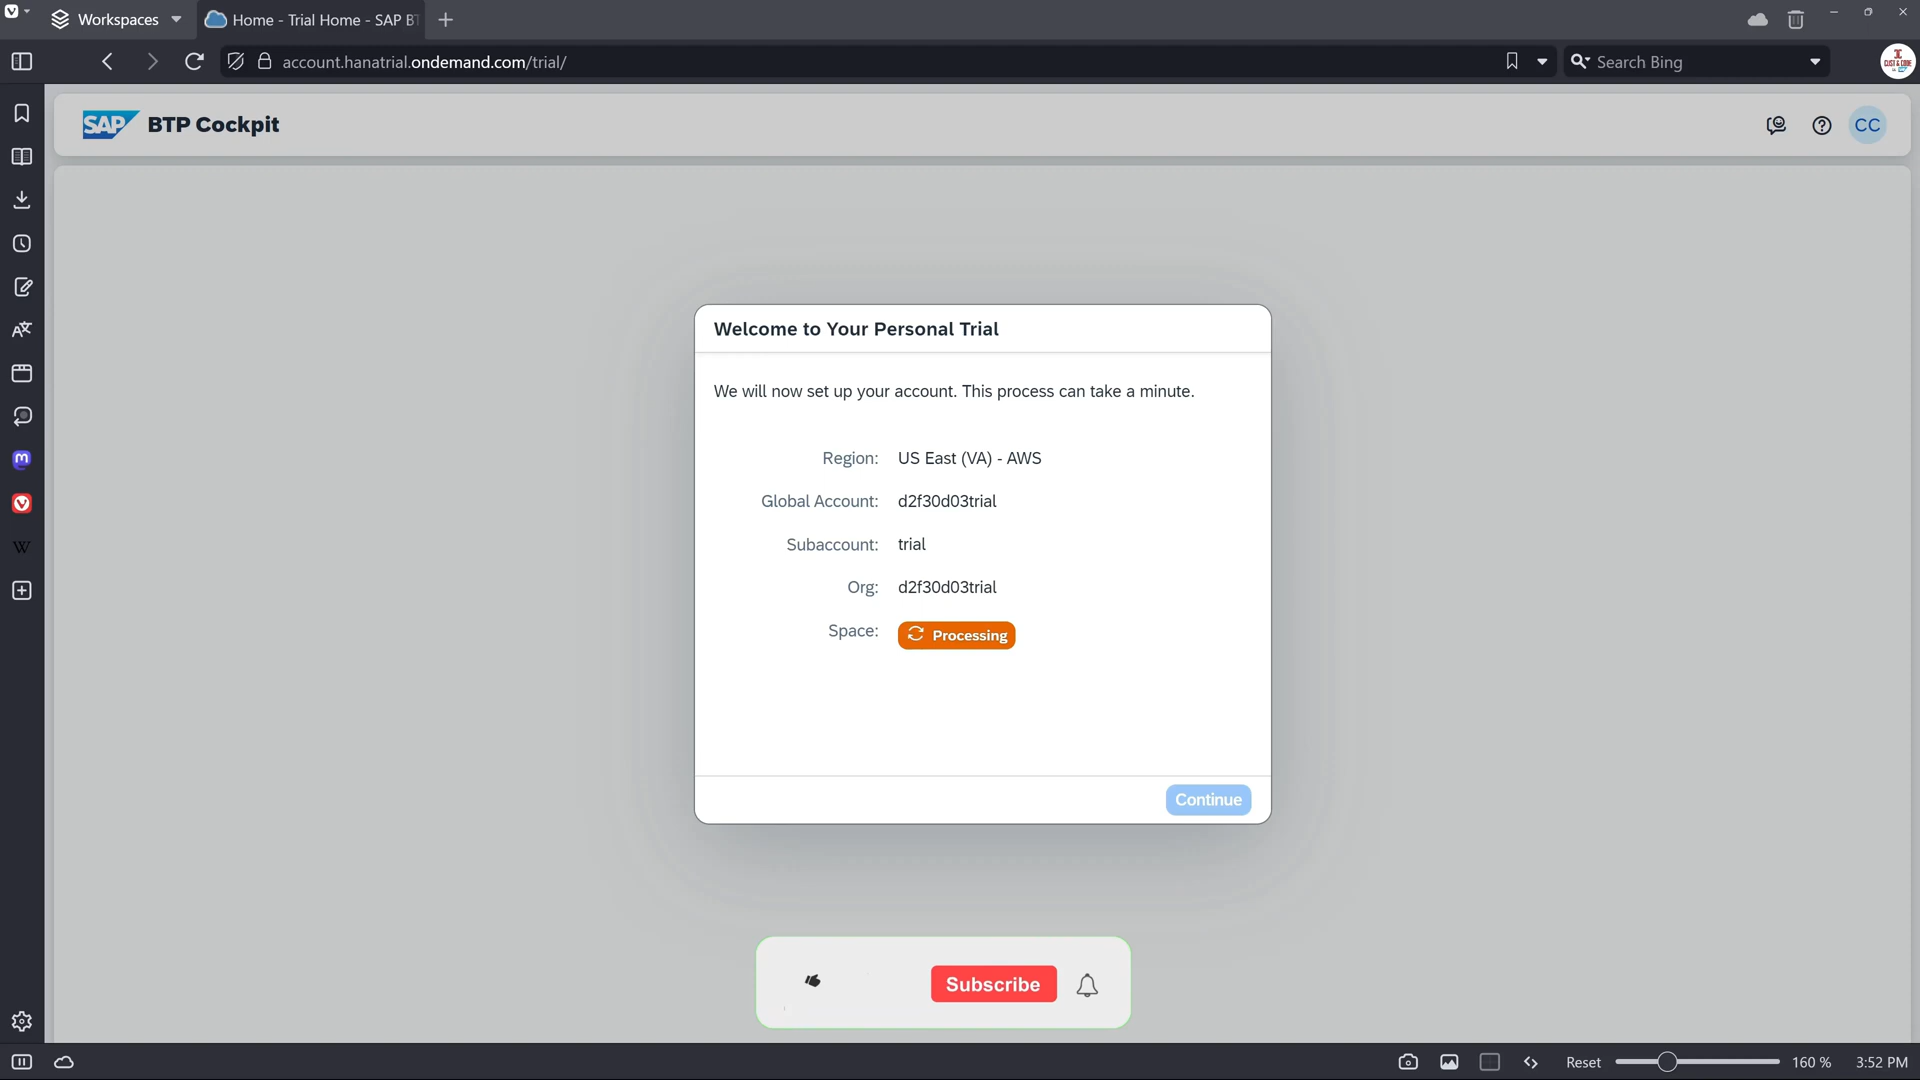 Workspaces
Home - Trial Home - SAP BT
account.hanatrial.ondemand.com/trial/
Search Bing
SAP BTP Cockpit
CC
Welcome to Your Personal Trial
We will now set up your account. This process can take a minute.
Region: US East (VA) - AWS
Global Account: d2f30d03trial
Subaccount: trial
Org: d2f30d03trial
Space: Processing
Continue
Subscribe
Reset
160 %
3:52 PM